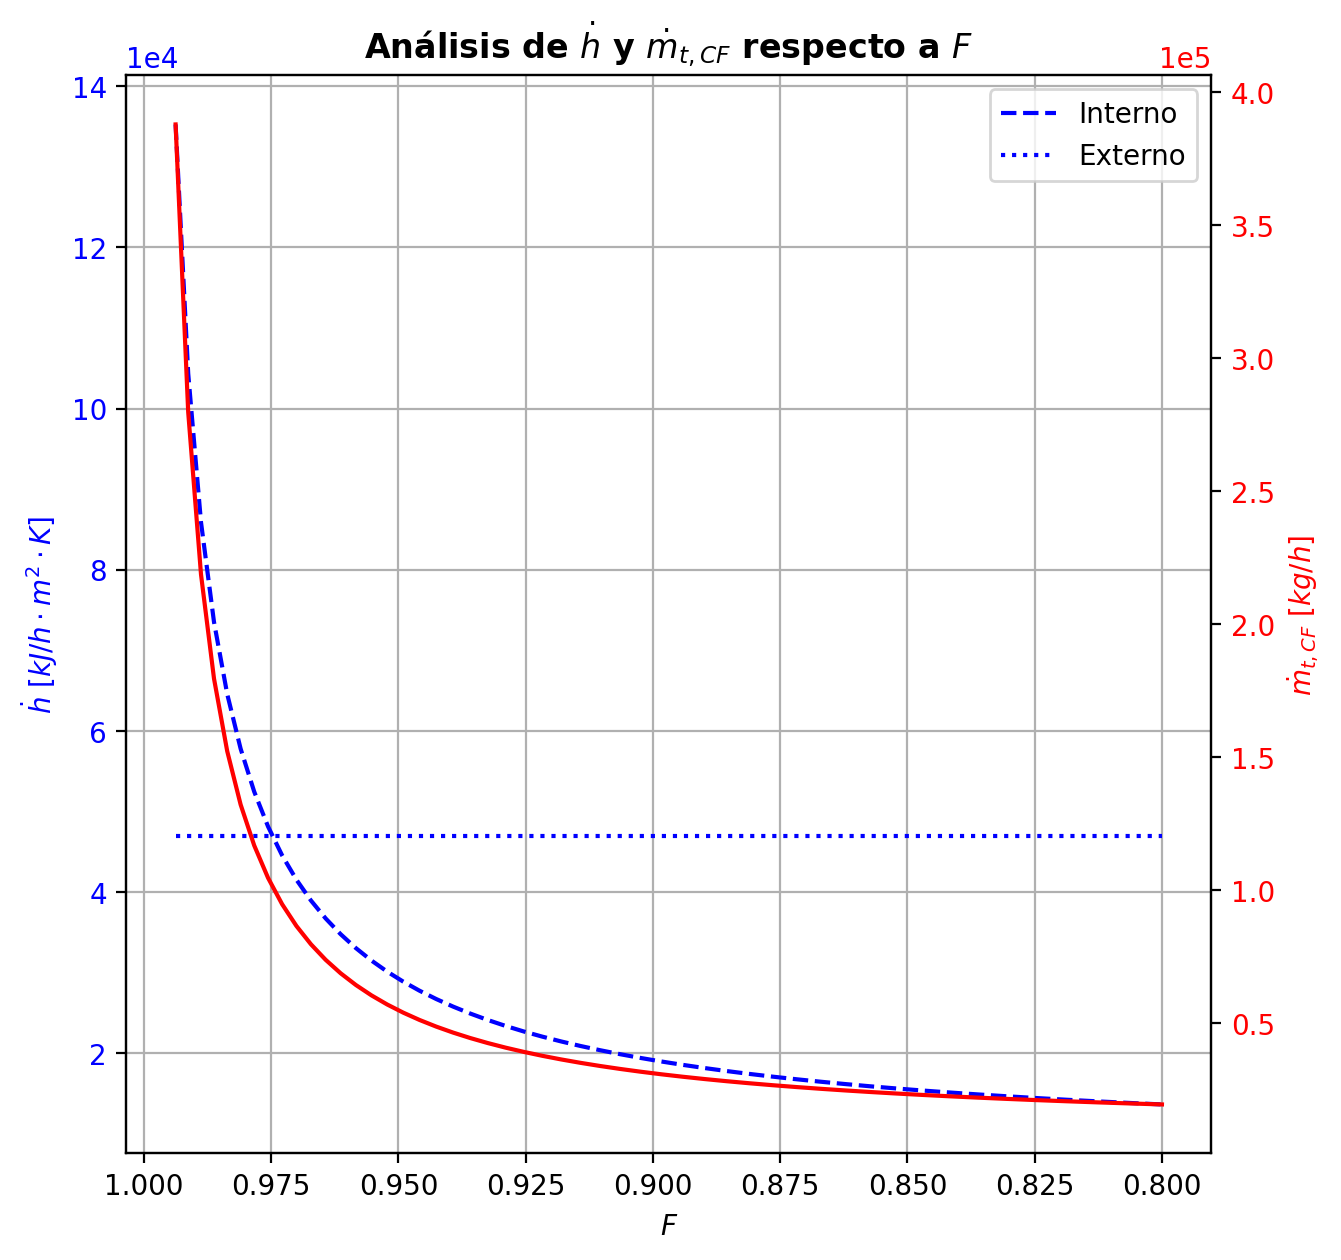 Análisis de ḣ y ṁ_{t, CF} respecto a F
1e4
1e5
14
12
10
8
6
4
2
ḣ [kJ/h · m² · K]
Interno
Externo
4.0
3.5
3.0
2.5
2.0
1.5
1.0
0.5
ṁ_{t, CF} [kg/h]
1.000 0.975 0.950 0.925 0.900 0.875 0.850 0.825 0.800
F